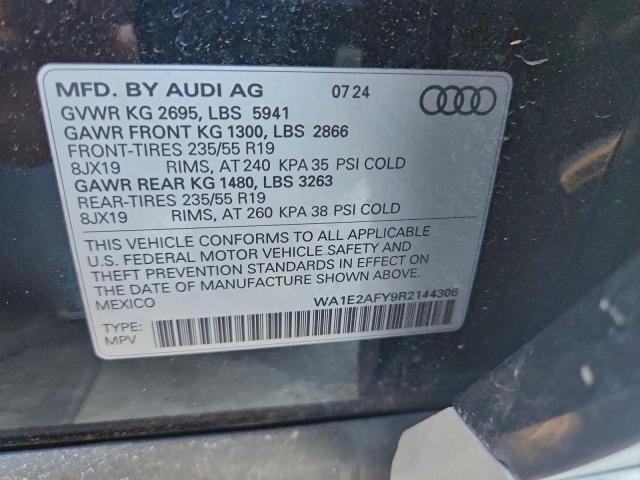 MFD. BY AUDI AG 07 24
GVWR KG 2695, LBS 5941
GAWR FRONT KG 1300, LBS 2866
FRONT-TIRES 235/55 R19
8JX19 RIMS, AT 240 KPA 35 PSI COLD
GAWR REAR KG 1480, LBS 3263
REAR-TIRES 235/55 R19
8JX19 RIMS, AT 260 KPA 38 PSI COLD
THIS VEHICLE CONFORMS TO ALL APPLICABLE
U.S. FEDERAL MOTOR VEHICLE SAFETY AND
THEFT PREVENTION STANDARDS IN EFFECT ON
THE DATE OF MANUFACTURE SHOWN ABOVE.
MEXICO WA1E2AFY9R2144306
TYPE:
MPV